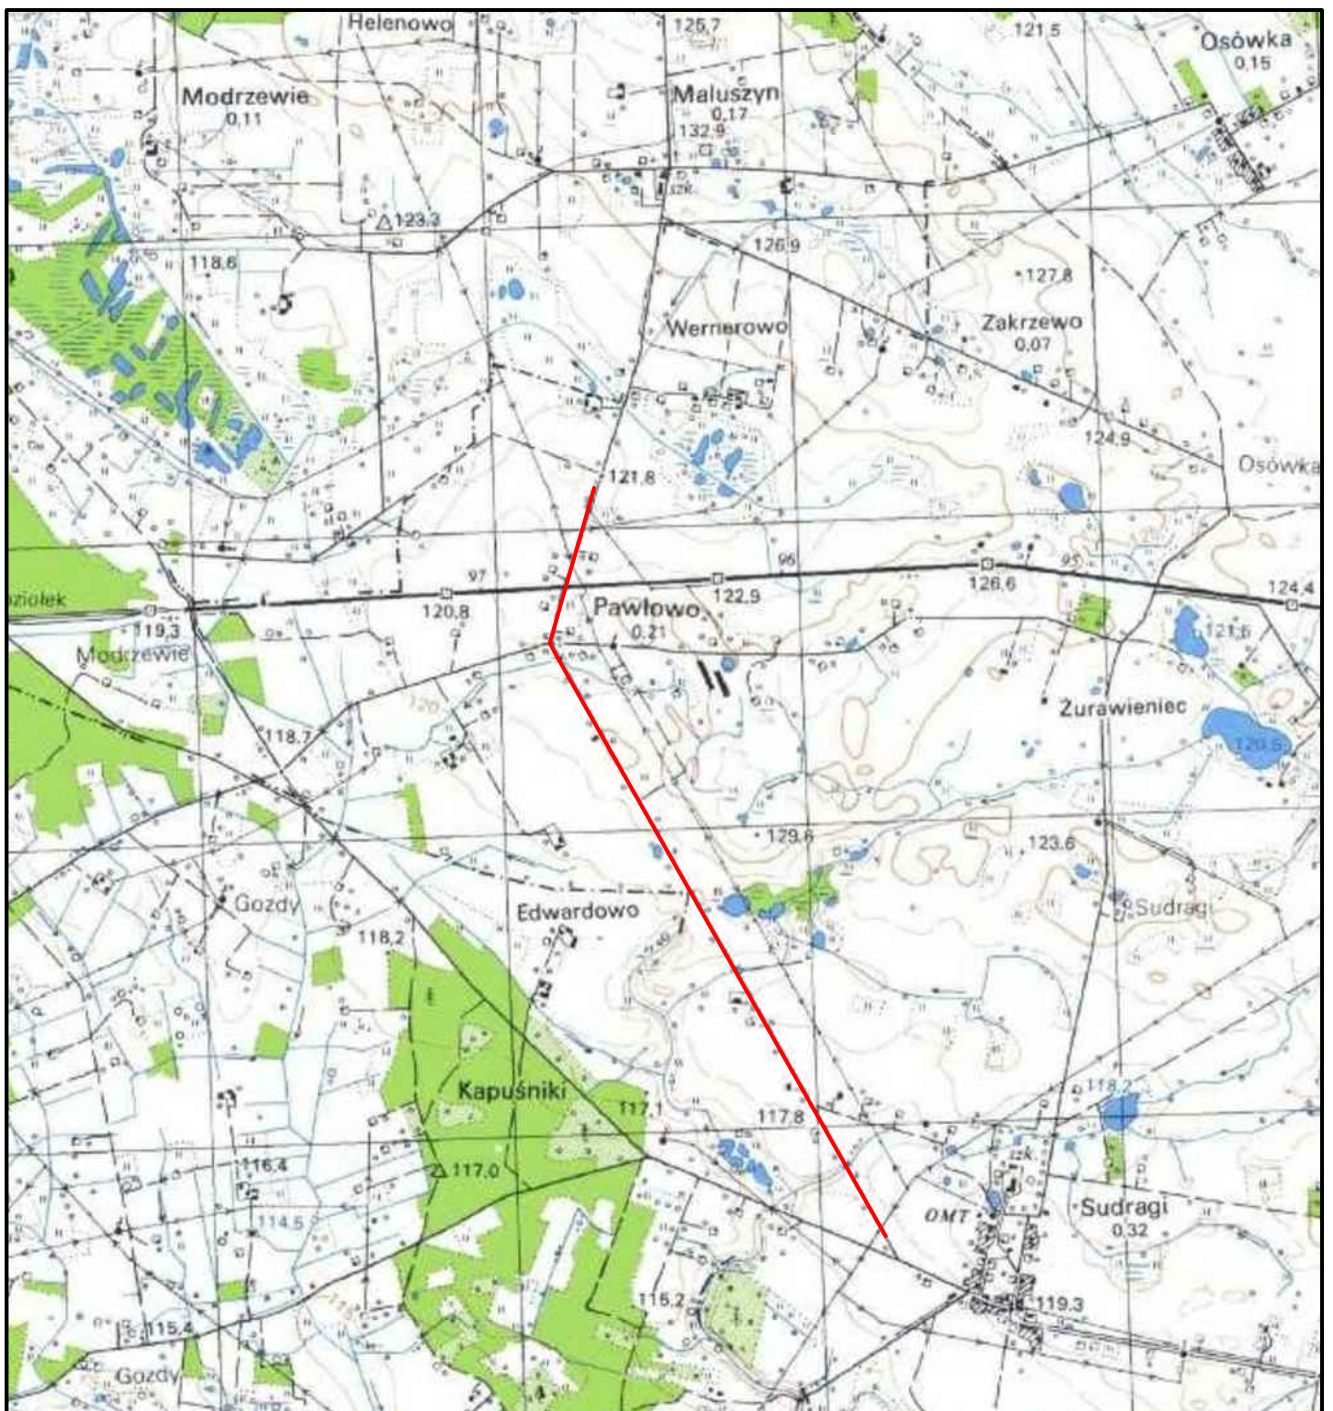 Helenowo
125,7
121,5
Osówka
0,15
Modrzewie
0,11
Maluszyn
0,17
132,9
szk.
123,3
126,9
118,6
127,8
Wernerowo
Zakrzewo
0,07
124,9
Osówka
121,8
97
96
95
126,6
122,9
120,8
124,4
119,3
Pawłowo
0,21
121,6
Modrzewie
120
Żurawieniec
118,7
120,5
129,6
123,6
Gozdy
Edwardowo
Sudragi
118,2
Kapuśniki
117,1
117,8
118,2
szk.
116,4
117,0
114,5
OMT
Sudragi
0,32
115,2
119,3
115,4
Gozdy